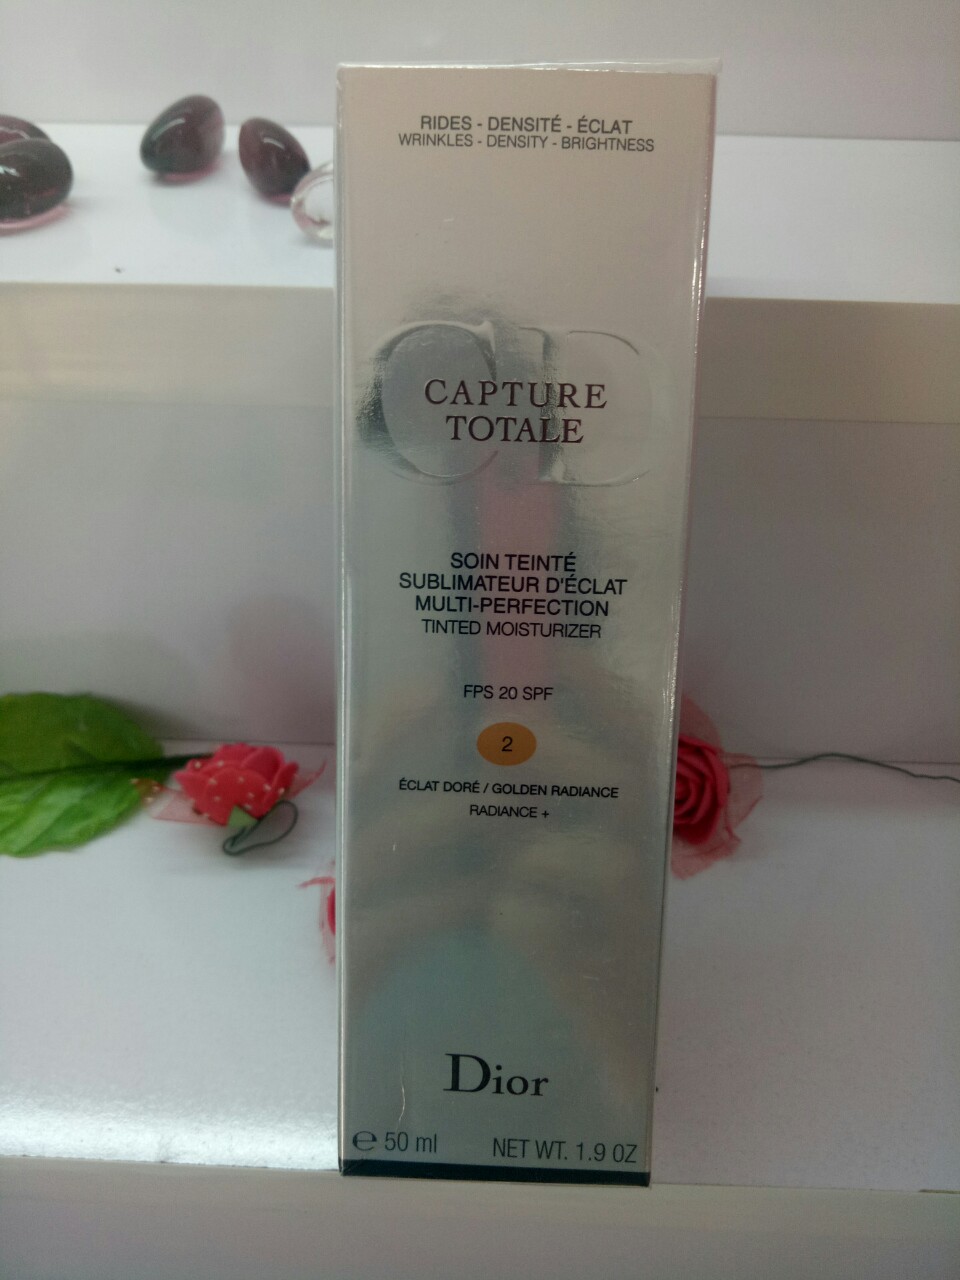 RIDES - DENSITÉ - ÉCLAT
WRINKLES - DENSITY - BRIGHTNESS
CD
CAPTURE
TOTALE
SOIN TEINTÉ
SUBLIMATEUR D'ÉCLAT
MULTI-PERFECTION
TINTED MOISTURIZER
FPS 20 SPF
2
ÉCLAT DORÉ / GOLDEN RADIANCE
RADIANCE +
Dior
℮ 50 ml NET WT. 1.9 OZ